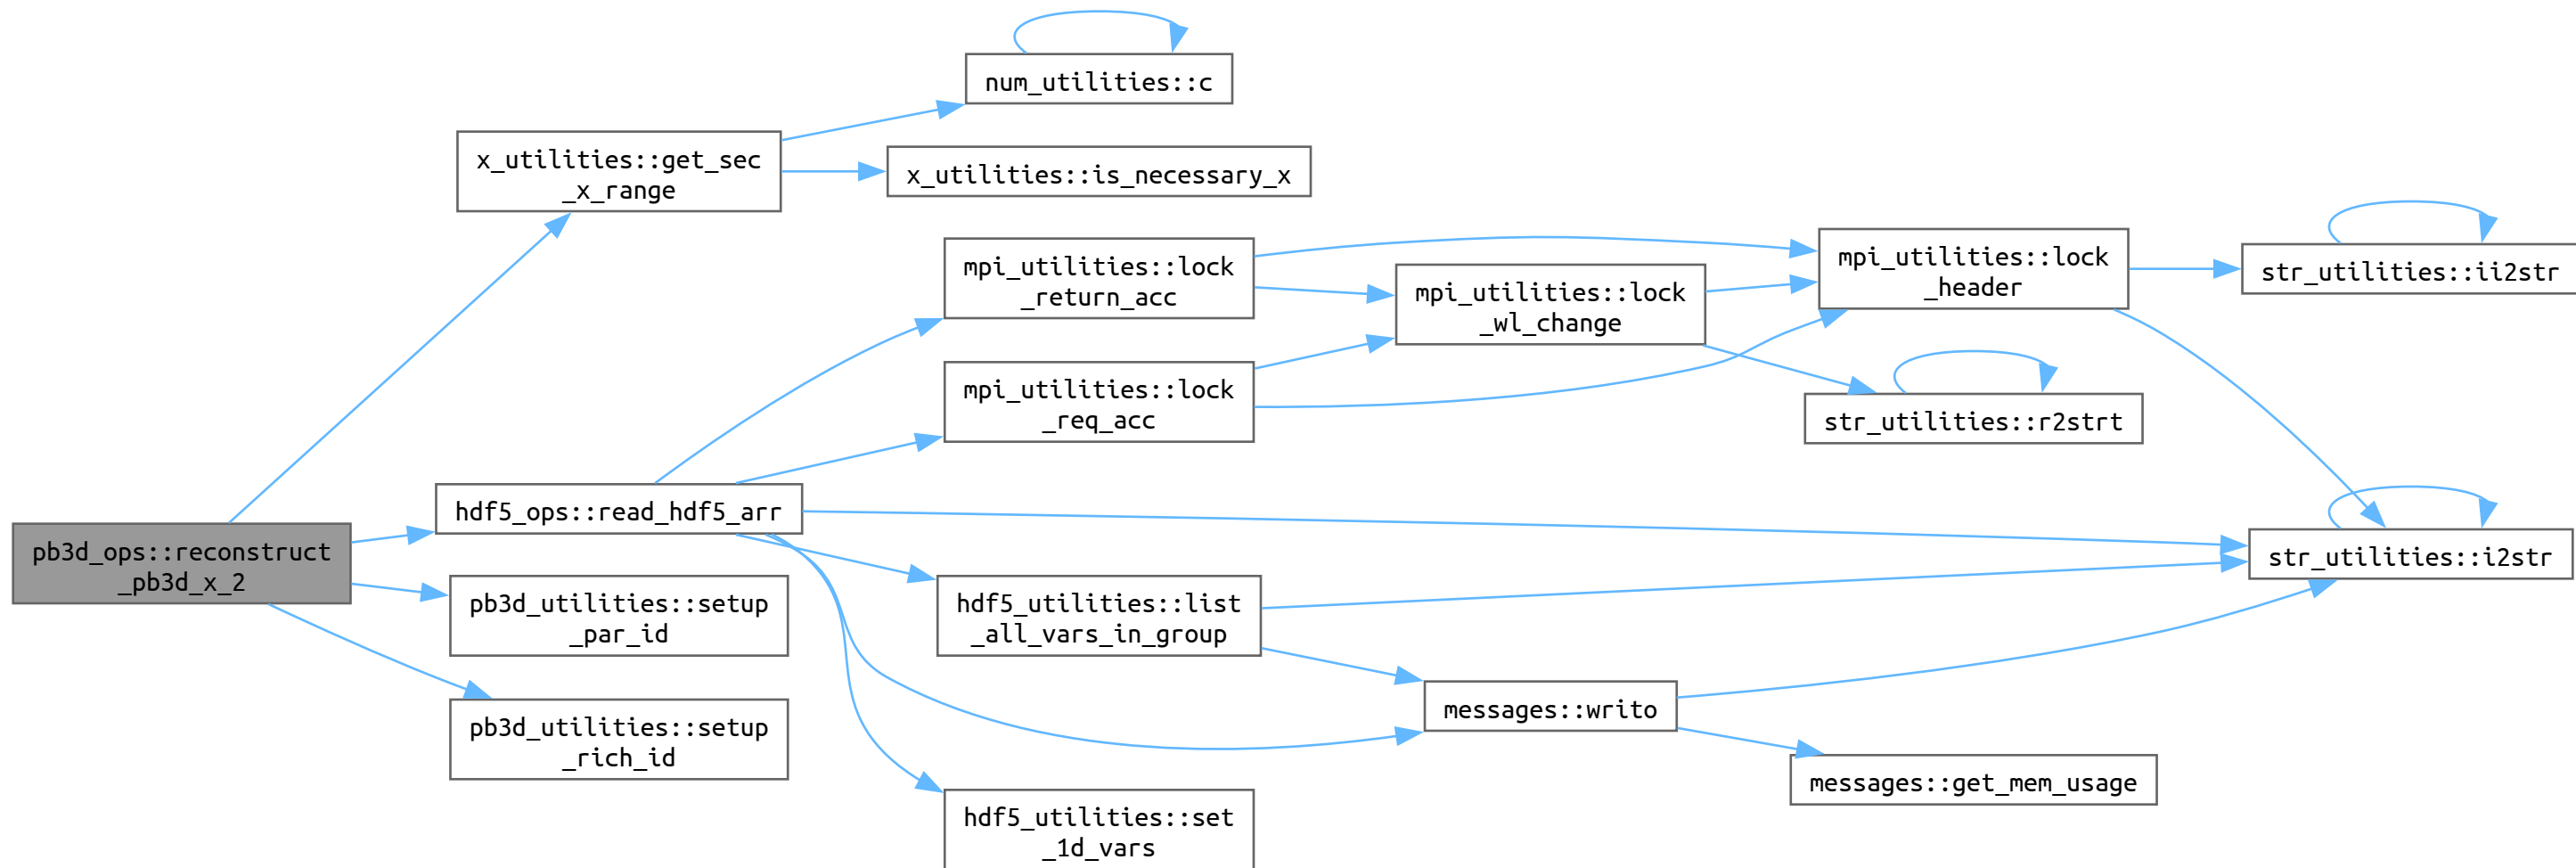 num_utilities::c
x_utilities::get_sec
_x_range
x_utilities::is_necessary_x
mpi_utilities::lock
_return_acc
mpi_utilities::lock
_wl_change
mpi_utilities::lock
_header
str_utilities::ii2str
mpi_utilities::lock
_req_acc
str_utilities::r2strt
hdf5_ops::read_hdf5_arr
pb3d_ops::reconstruct
_pb3d_x_2
str_utilities::i2str
pb3d_utilities::setup
_par_id
hdf5_utilities::list
_all_vars_in_group
pb3d_utilities::setup
_rich_id
messages::writo
messages::get_mem_usage
hdf5_utilities::set
_1d_vars